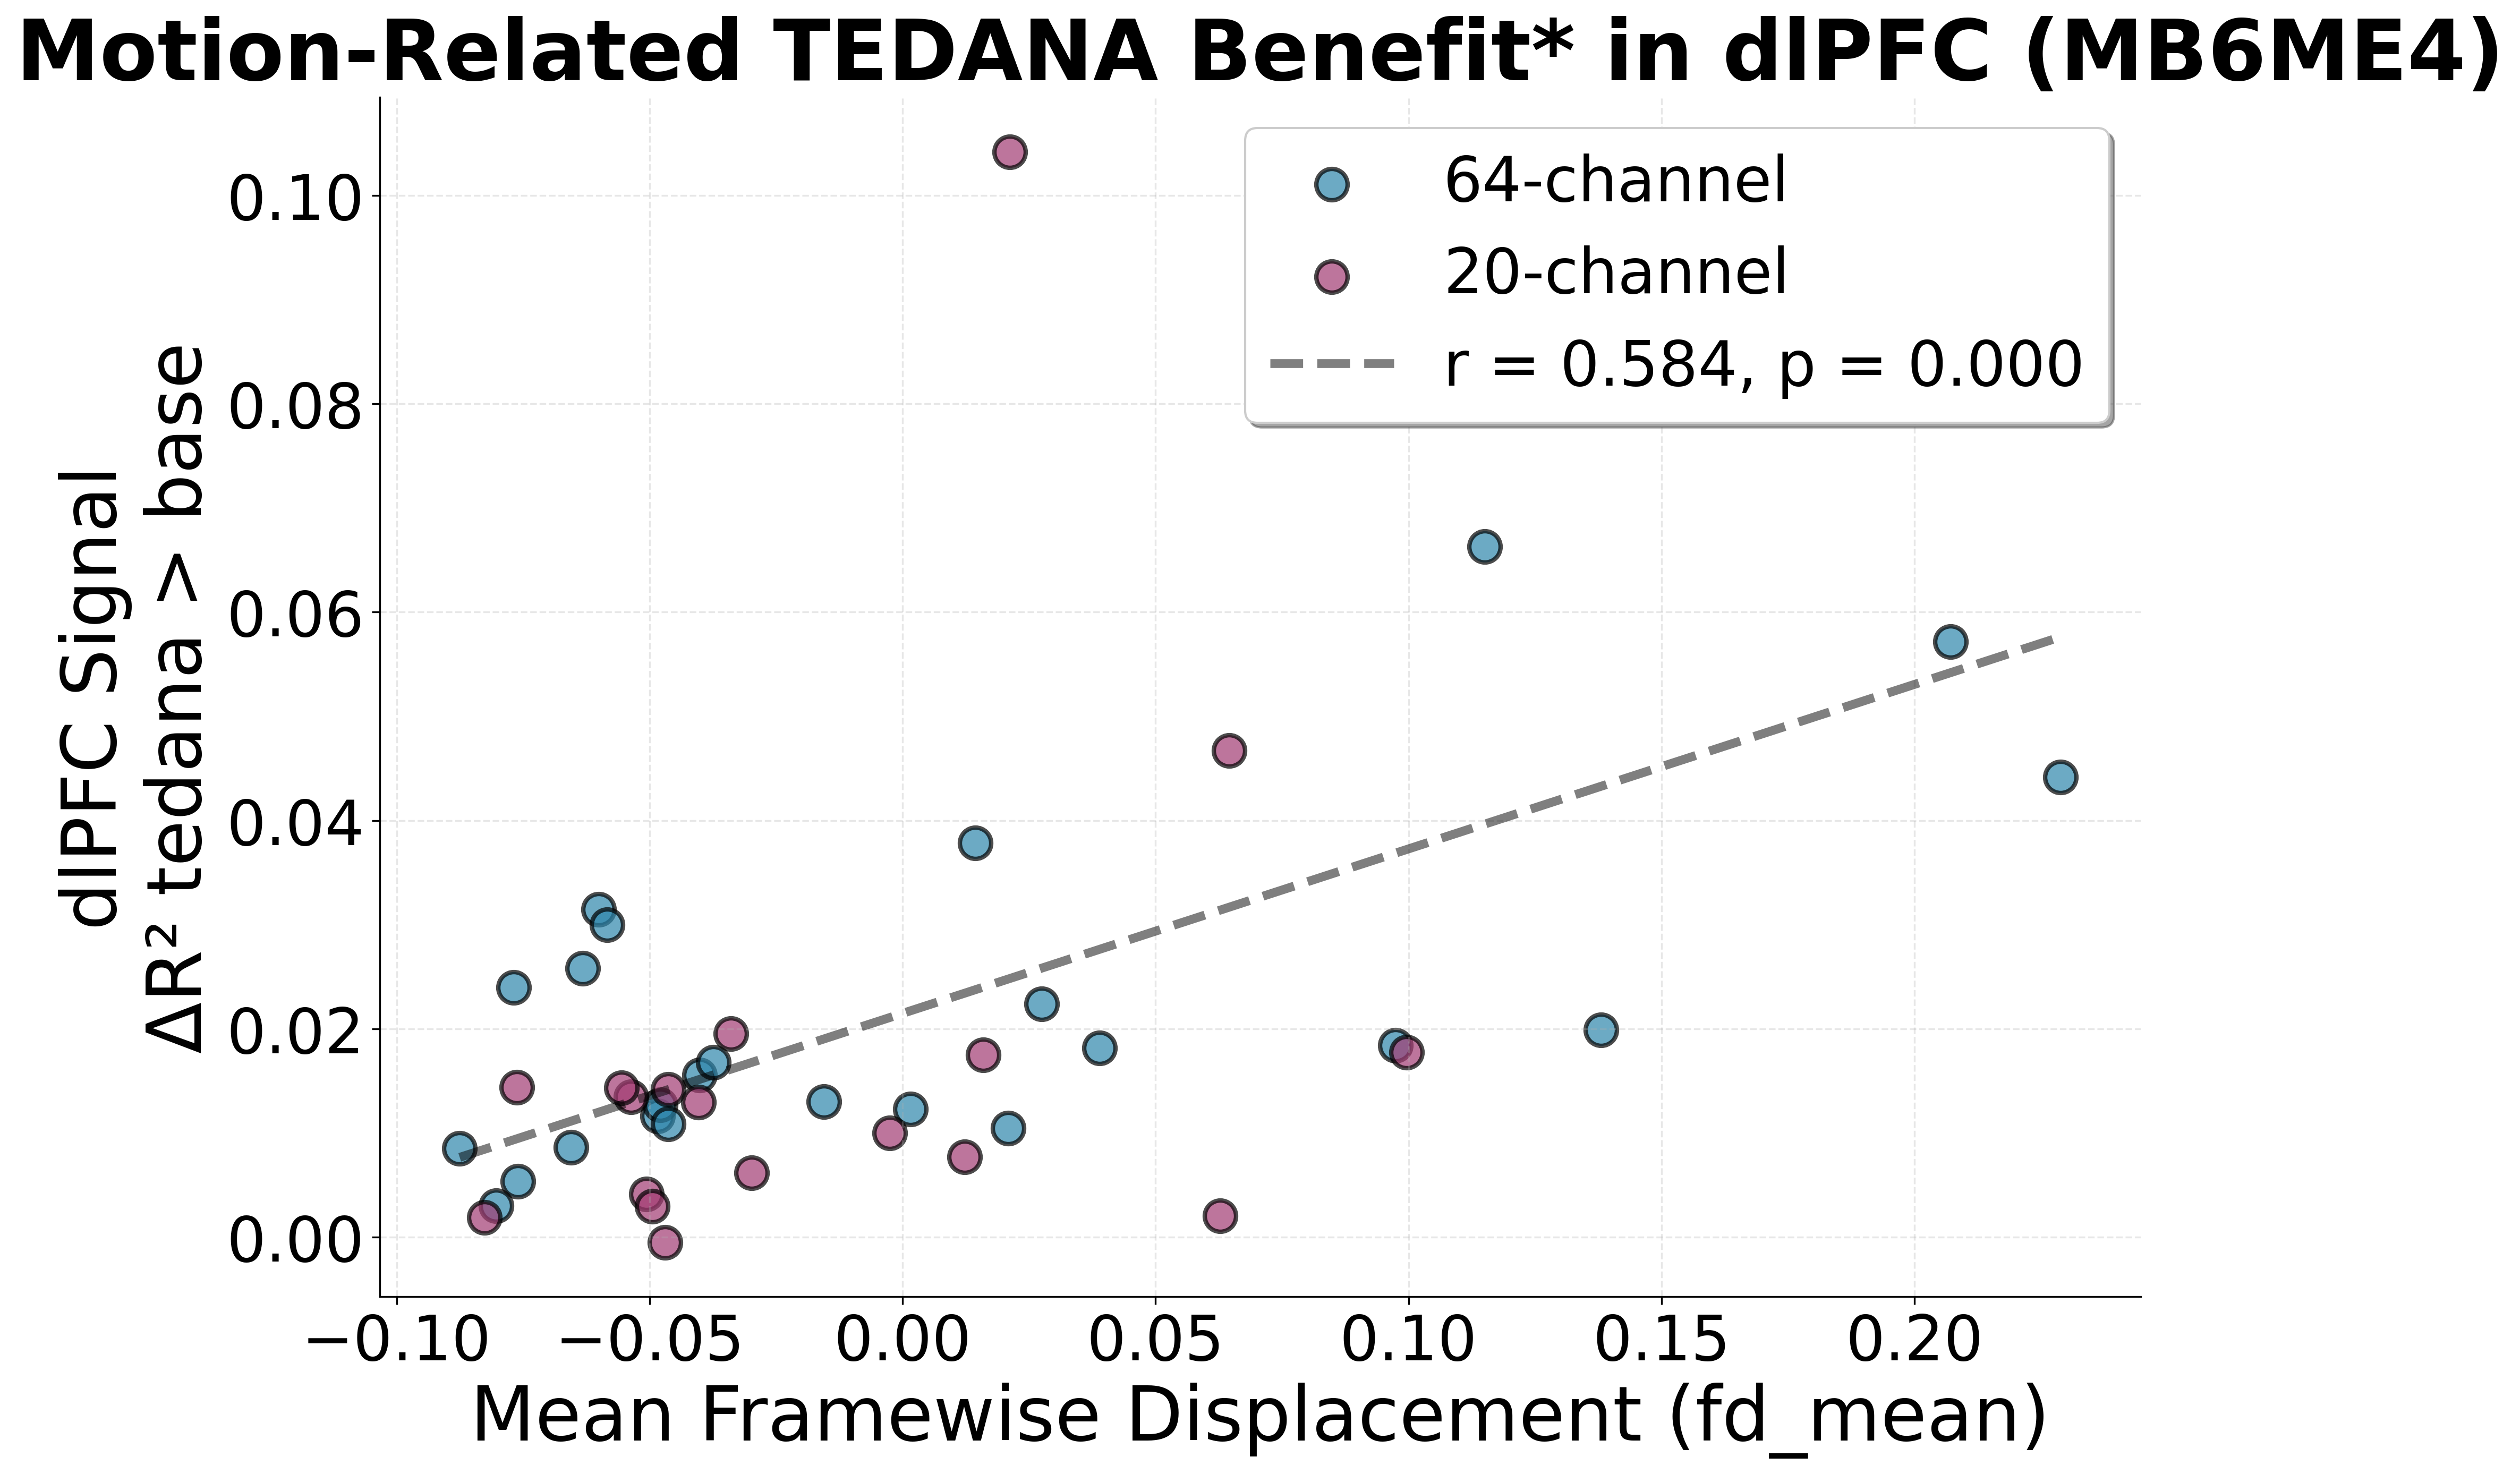 Motion-Related TEDANA Benefit* in dlPFC (MB6ME4)
64-channel
20-channel
r = 0.584, p = 0.000
dlPFC Signal
ΔR² tedana > base
0.10
0.08
0.06
0.04
0.02
0.00
−0.10 −0.05 0.00 0.05 0.10 0.15 0.20
Mean Framewise Displacement (fd_mean)